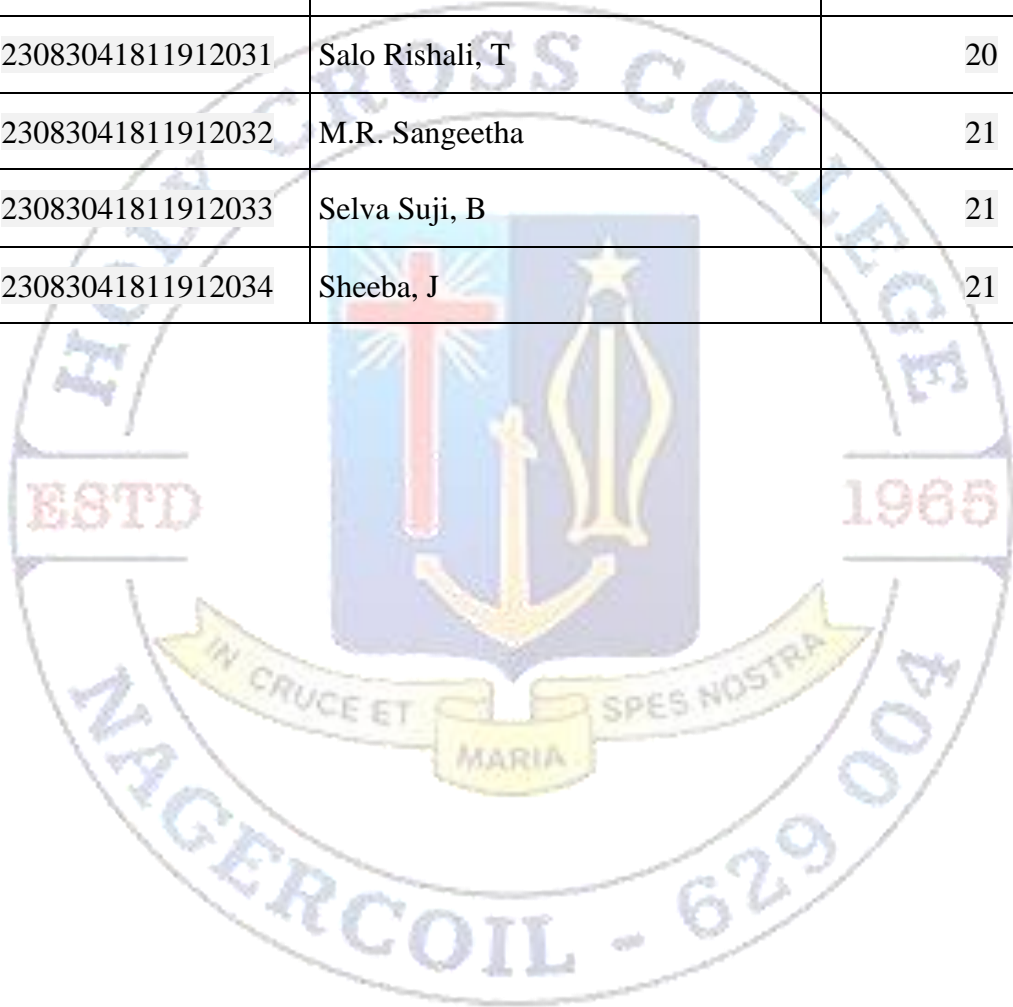 23083041811912031 Salo Rishali, T 20
23083041811912032 M.R. Sangeetha 21
23083041811912033 Selva Suji, B 21
23083041811912034 Sheeba, J 21
HOLY CROSS COLLEGE
ESTD 1965
IN CRUCE ET MARIA SPES NOSTRA
NAGERCOIL - 629 004